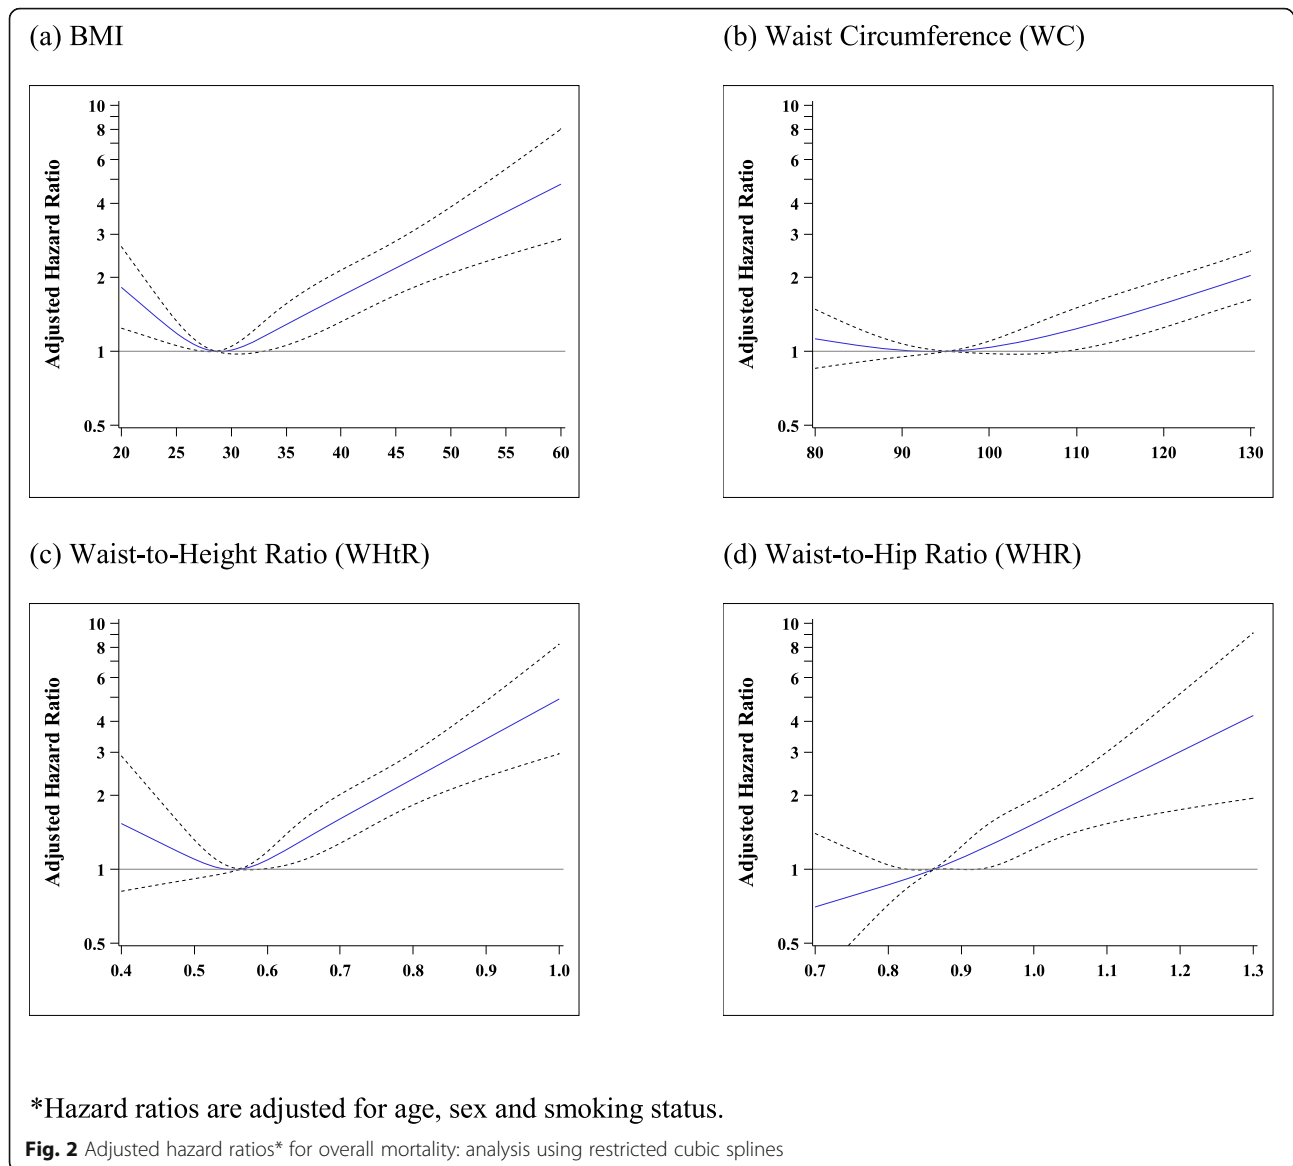 (a) BMI
(b) Waist Circumference (WC)
10
8
6
4
3
2
1
0.5
Adjusted Hazard Ratio
20 25 30 35 40 45 50 55 60
10
8
6
4
3
2
1
0.5
Adjusted Hazard Ratio
80 90 100 110 120 130
(c) Waist-to-Height Ratio (WHtR)
(d) Waist-to-Hip Ratio (WHR)
10
8
6
4
3
2
1
0.5
Adjusted Hazard Ratio
0.4 0.5 0.6 0.7 0.8 0.9 1.0
10
8
6
4
3
2
1
0.5
Adjusted Hazard Ratio
0.7 0.8 0.9 1.0 1.1 1.2 1.3
*Hazard ratios are adjusted for age, sex and smoking status.
Fig. 2 Adjusted hazard ratios* for overall mortality: analysis using restricted cubic splines